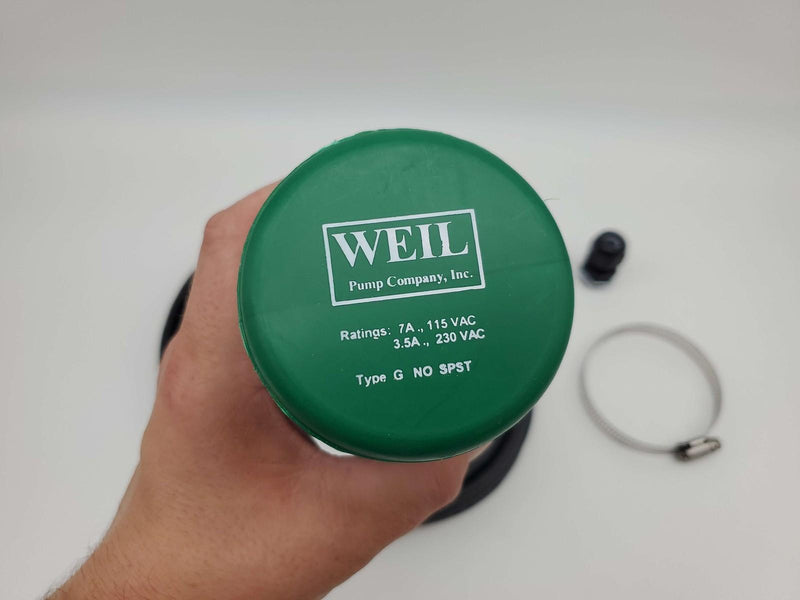 WEIL
Pump Company, Inc.
Ratings: 7A., 115 VAC
3.5A., 230 VAC
Type G NO SPST